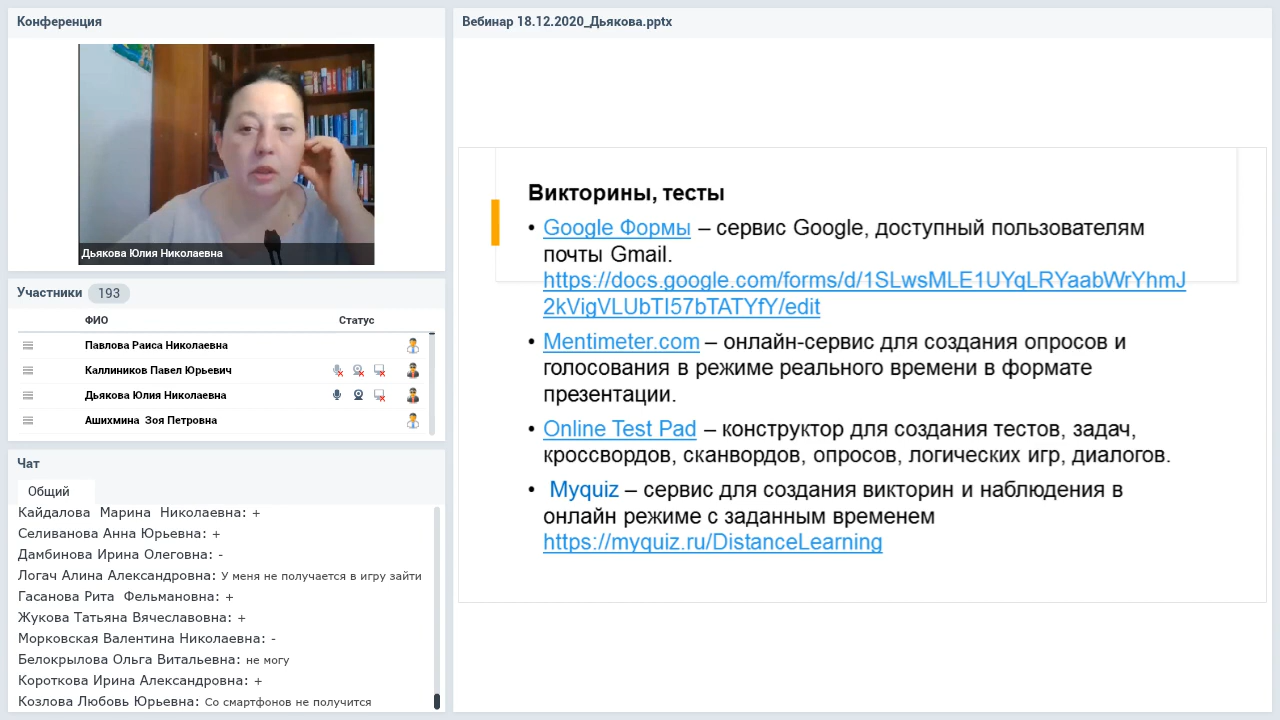 Конференция
Дьякова Юлия Николаевна
Участники 193
ФИО Статус
Павлова Раиса Николаевна
Каллиников Павел Юрьевич
Дьякова Юлия Николаевна
Ашихмина Зоя Петровна
Чат
Общий
Кайдалова Марина Николаевна: +
Селиванова Анна Юрьевна: +
Дамбинова Ирина Олеговна: -
Логач Алина Александровна: У меня не получается в игру зайти
Гасанова Рита Фельмановна: +
Жукова Татьяна Вячеславовна: +
Морковская Валентина Николаевна: -
Белокрылова Ольга Витальевна: не могу
Короткова Ирина Александровна: +
Козлова Любовь Юрьевна: Со смартфонов не получится
Вебинар 18.12.2020_Дьякова.pptx
Викторины, тесты
• Google Формы – сервис Google, доступный пользователям
почты Gmail.
https://docs.google.com/forms/d/1SLwsMLE1UYqLRYaabWrYhmJ
2kVigVLUbTI57bTATYfY/edit
• Mentimeter.com – онлайн-сервис для создания опросов и
голосования в режиме реального времени в формате
презентации.
• Online Test Pad – конструктор для создания тестов, задач,
кроссвордов, сканвордов, опросов, логических игр, диалогов.
• Myquiz – сервис для создания викторин и наблюдения в
онлайн режиме с заданным временем
https://myquiz.ru/DistanceLearning